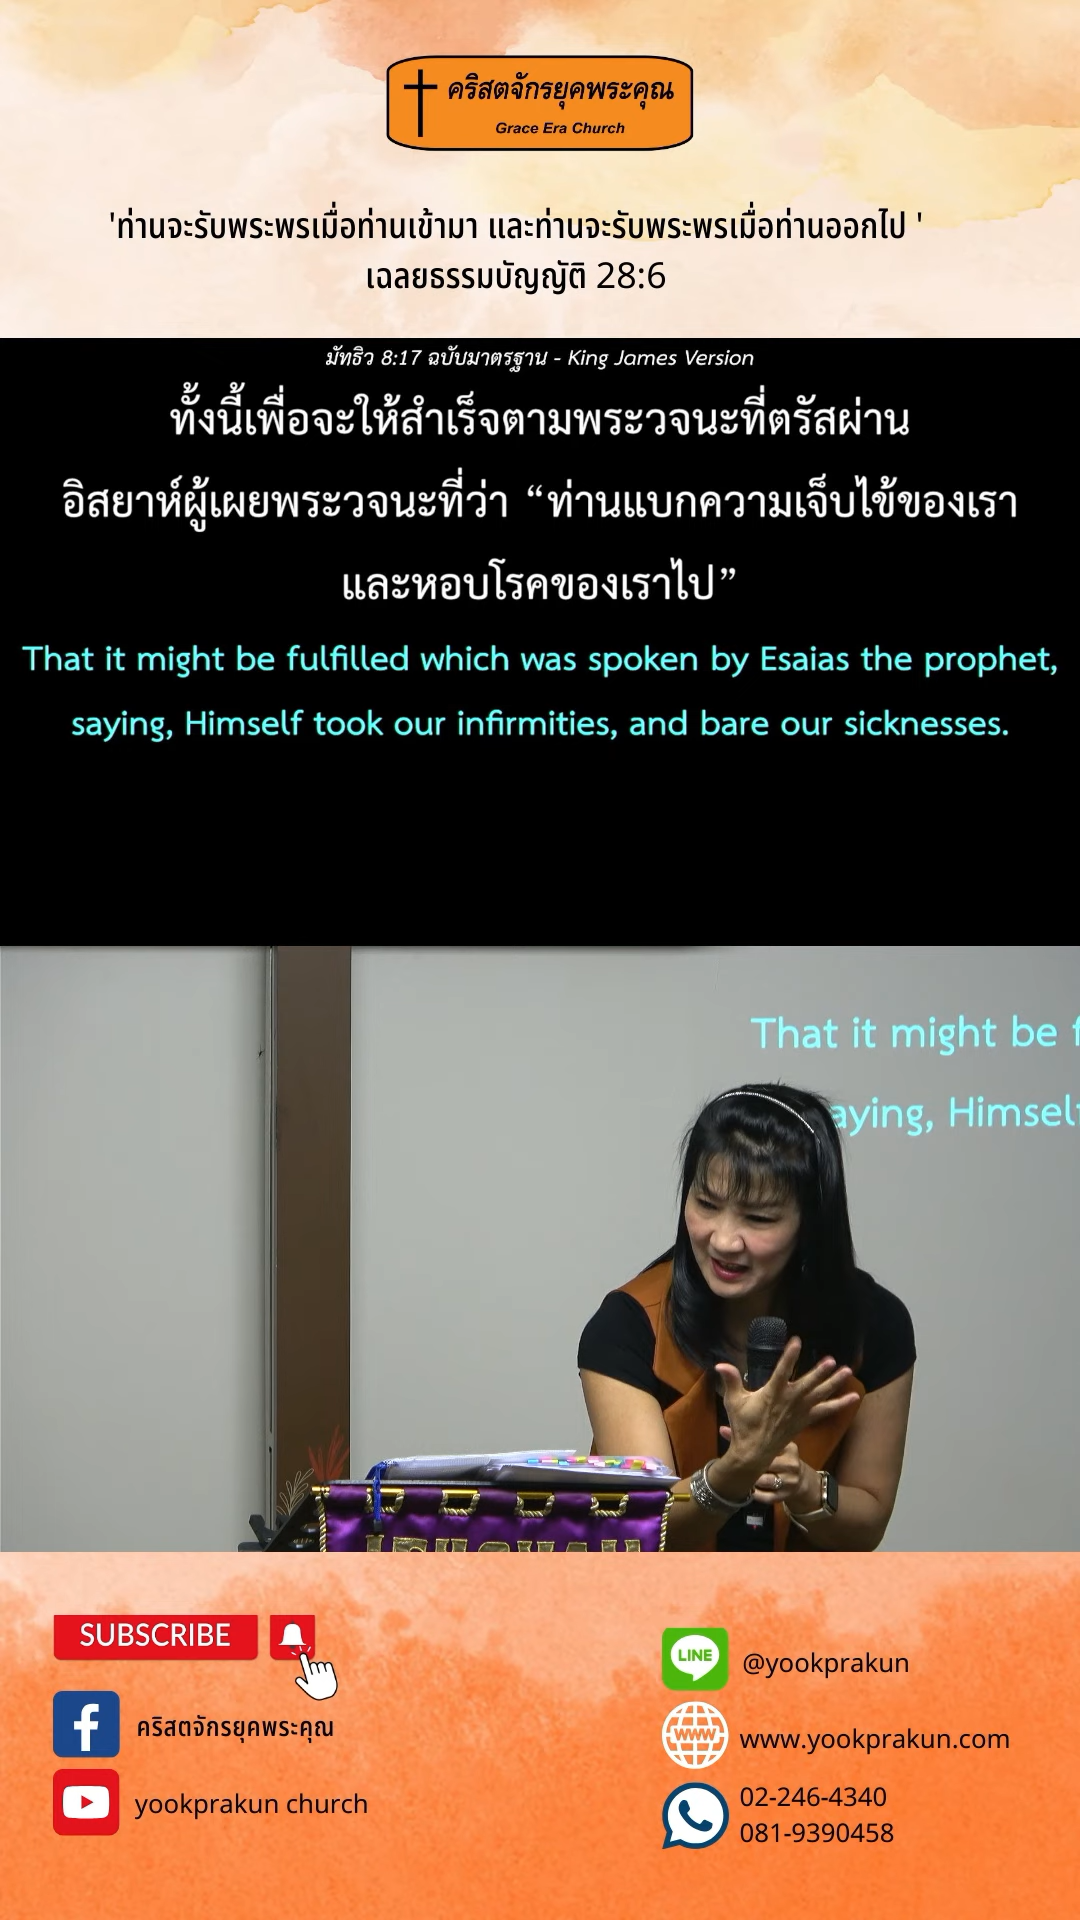 คริสตจักรยุคพระคุณ
Grace Era Church
'ท่านจะรับพระพรเมื่อท่านเข้ามา และท่านจะรับพระพรเมื่อท่านออกไป '
เฉลยธรรมบัญญัติ 28:6
มัทธิว 8:17 ฉบับมาตรฐาน - King James Version
ทั้งนี้เพื่อจะให้สำเร็จตามพระวจนะที่ตรัสผ่าน
อิสยาห์ผู้เผยพระวจนะที่ว่า “ท่านแบกความเจ็บไข้ของเรา
และหอบโรคของเราไป”
That it might be fulfilled which was spoken by Esaias the prophet,
saying, Himself took our infirmities, and bare our sicknesses.
That it might be f
aying, Himself
SUBSCRIBE
คริสตจักรยุคพระคุณ
yookprakun church
LINE
@yookprakun
WWW
www.yookprakun.com
02-246-4340
081-9390458